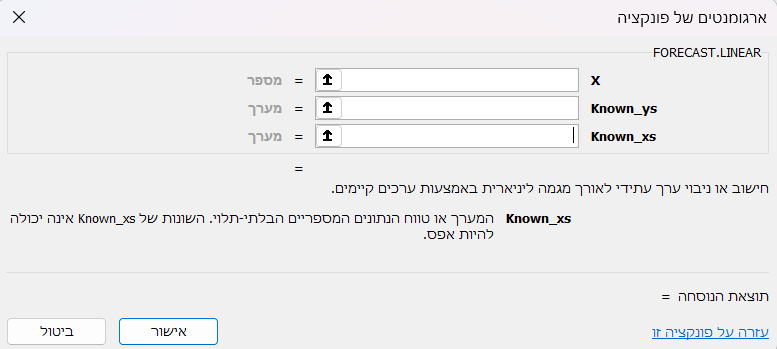 ארגומנטים של פונקציה
FORECAST.LINEAR
X = מספר
Known_ys = מערך
Known_xs = מערך
=
חישוב או ניבוי ערך עתידי לאורך מגמה ליניארית באמצעות ערכים קיימים.
Known_xs המערך או טווח הנתונים המספריים הבלתי-תלוי. השונות של Known_xs אינה יכולה
להיות אפס.
תוצאת הנוסחה =
עזרה על פונקציה זו
אישור ביטול